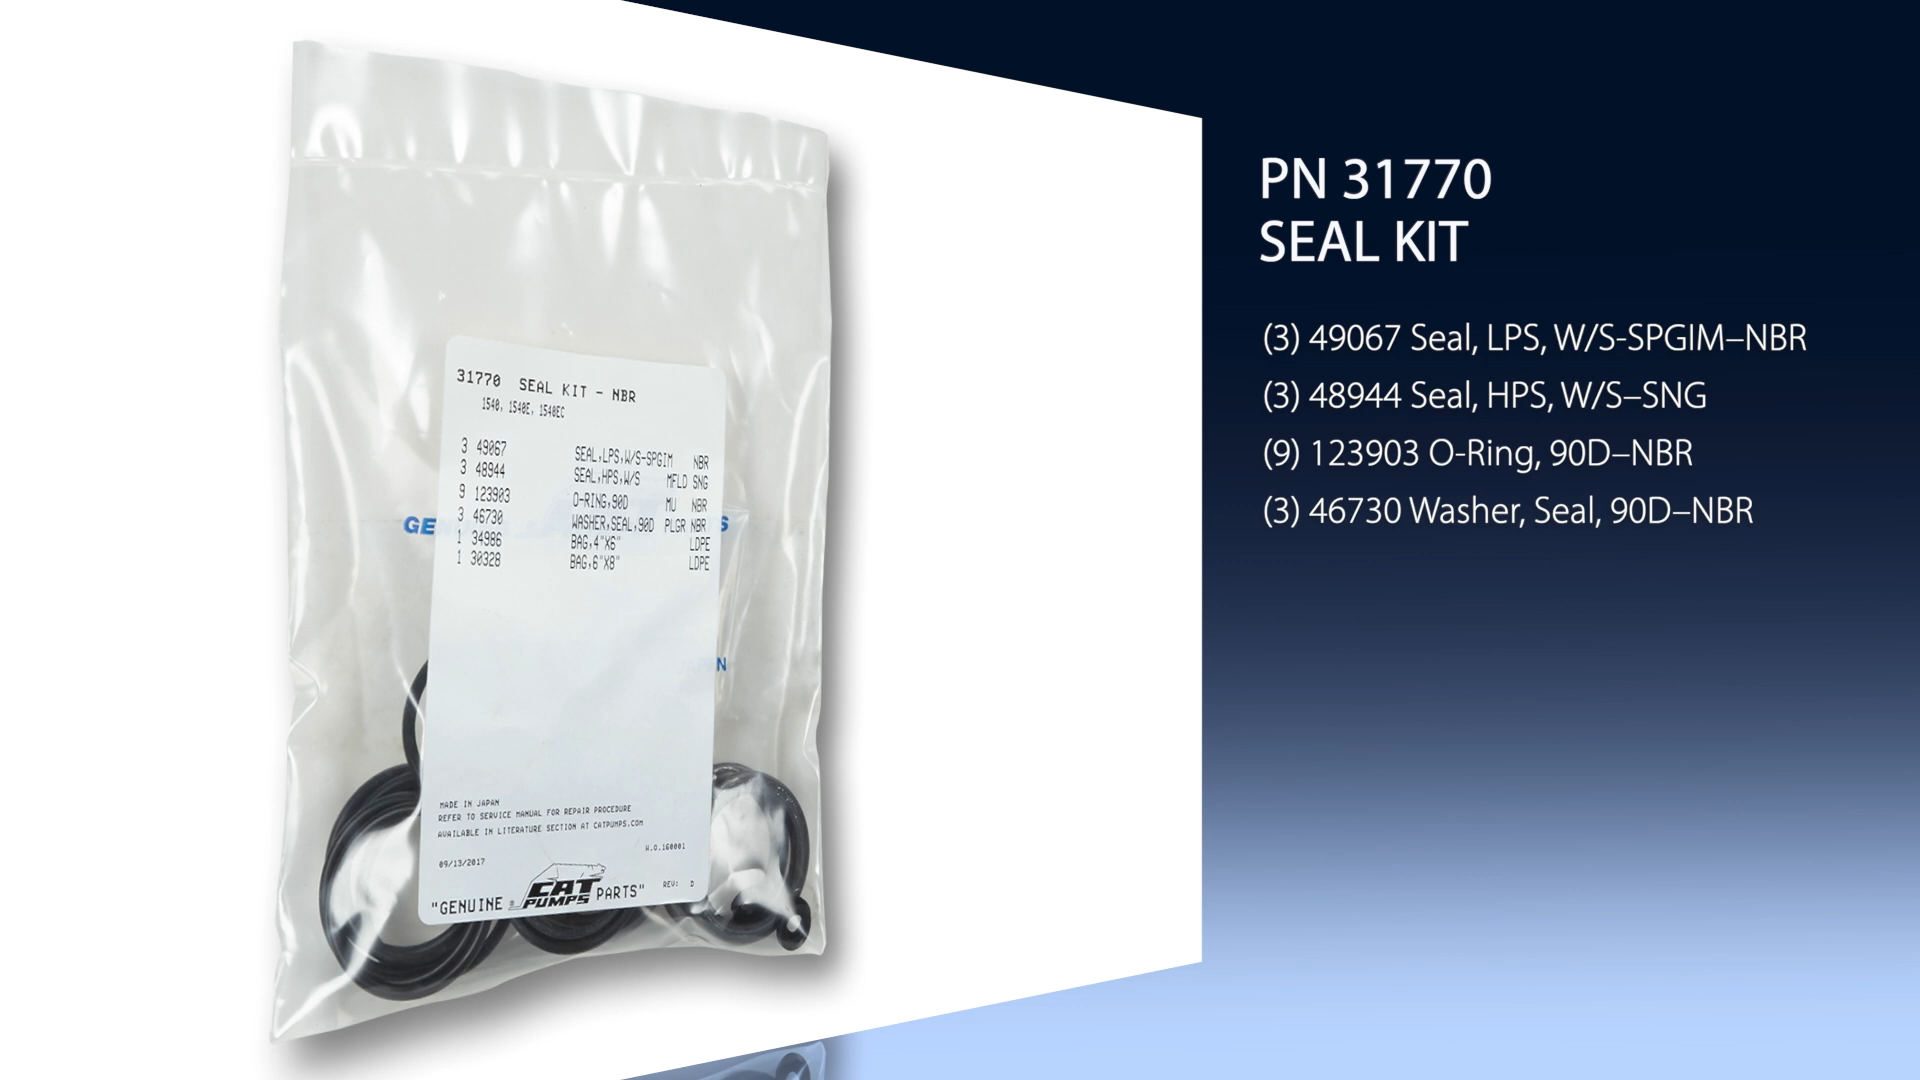 31770 SEAL KIT - NBR
1540, 1540E, 1540EC
3 49067 SEAL,LPS,W/S-SPGIM NBR
3 48944 SEAL,HPS,W/S MFLD SNG
9 123903 O-RING,90D MU NBR
3 46730 WASHER,SEAL,90D PLGR NBR
1 34986 BAG,4"X6" LDPE
1 30328 BAG,6"X8" LDPE
GE S
N
MADE IN JAPAN
REFER TO SERVICE MANUAL FOR REPAIR PROCEDURE
AVAILABLE IN LITERATURE SECTION AT CATPUMPS.COM
W.O.160001
09/13/2017
REV: D
"GENUINE ® CAT PUMPS PARTS"
PN 31770
SEAL KIT
(3) 49067 Seal, LPS, W/S-SPGIM–NBR
(3) 48944 Seal, HPS, W/S–SNG
(9) 123903 O-Ring, 90D–NBR
(3) 46730 Washer, Seal, 90D–NBR